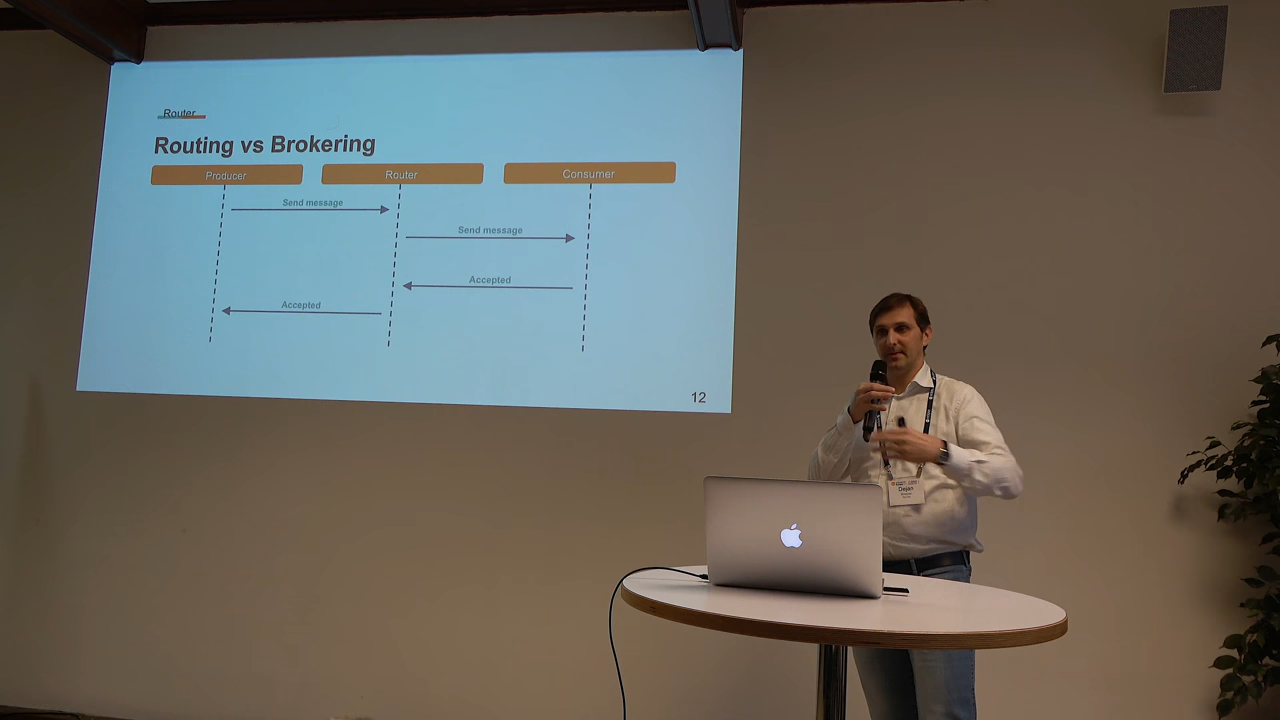 Router
Routing vs Brokering
Producer
Router
Consumer
Send message
Send message
Accepted
Accepted
12
Dejan